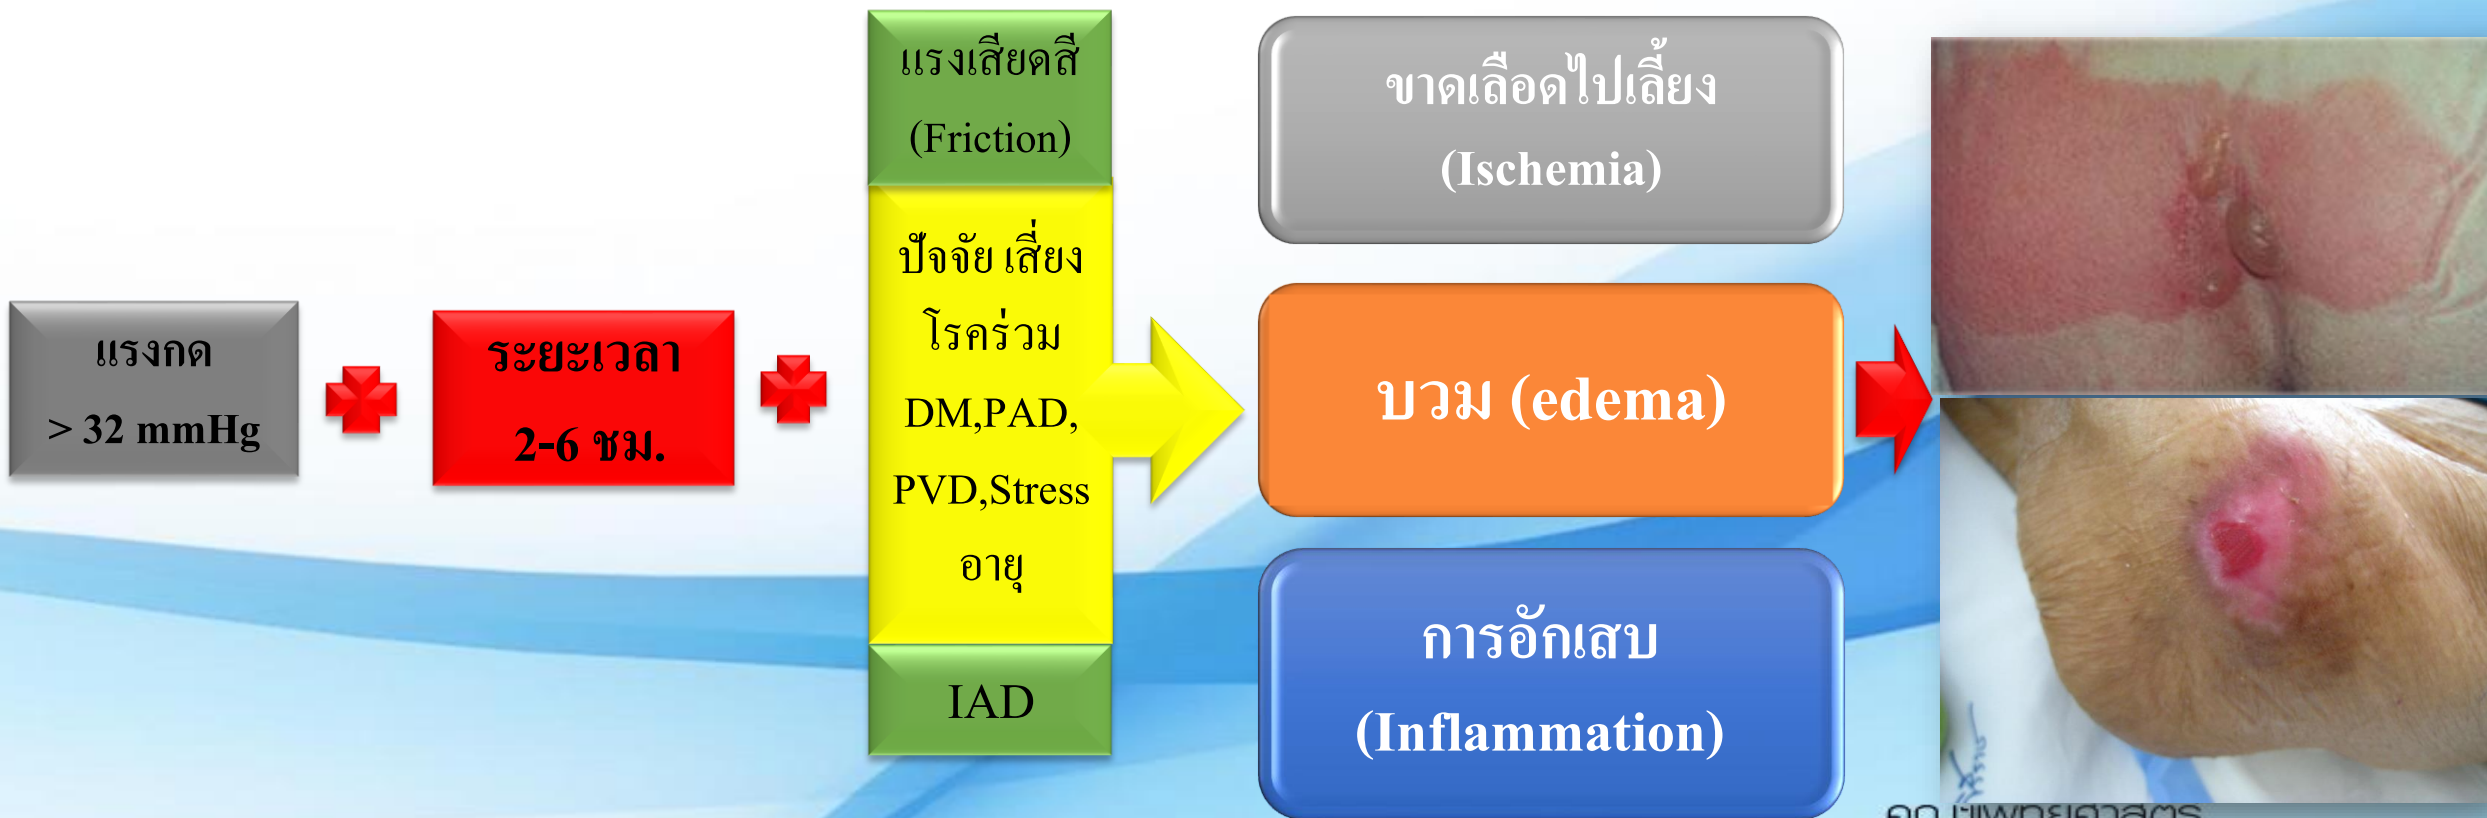 แรงกด
> 32 mmHg
ระยะเวลา
2-6 ชม.
แรงเสียดสี
(Friction)
ปัจจัย เสี่ยง
โรคร่วม
DM,PAD,
PVD,Stress
อายุ
IAD
ขาดเลือดไปเลี้ยง
(Ischemia)
บวม (edema)
การอักเสบ
(Inflammation)